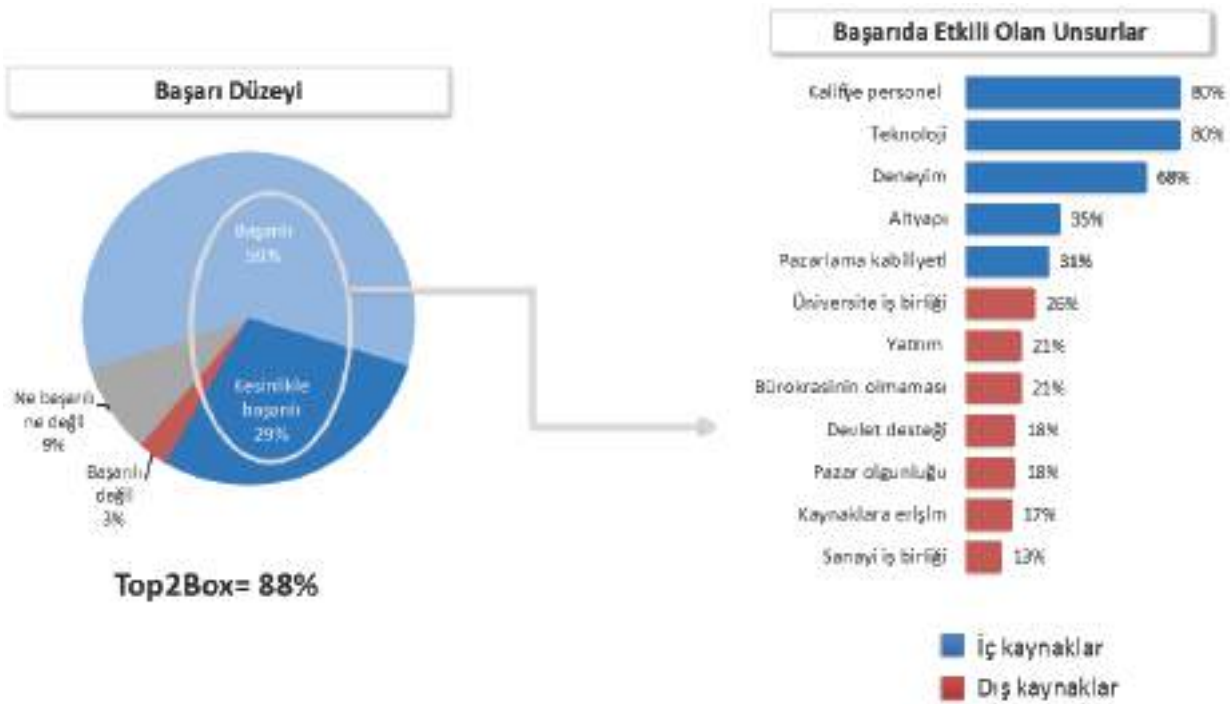 Başarı Düzeyi
Başarılı
59%
Kesinlikle
başarılı
29%
Ne başarılı
ne değil
9%
Başarılı
değil
3%
Top2Box= 88%
Başarıda Etkili Olan Unsurlar
Kalifiye personel 80%
Teknoloji 80%
Deneyim 68%
Altyapı 35%
Pazarlama kabiliyeti 31%
Üniversite iş birliği 26%
Yatırım 21%
Bürokrasinin olmaması 21%
Devlet desteği 18%
Pazar olgunluğu 18%
Kaynaklara erişim 17%
Sanayi iş birliği 13%
İç kaynaklar
Dış kaynaklar